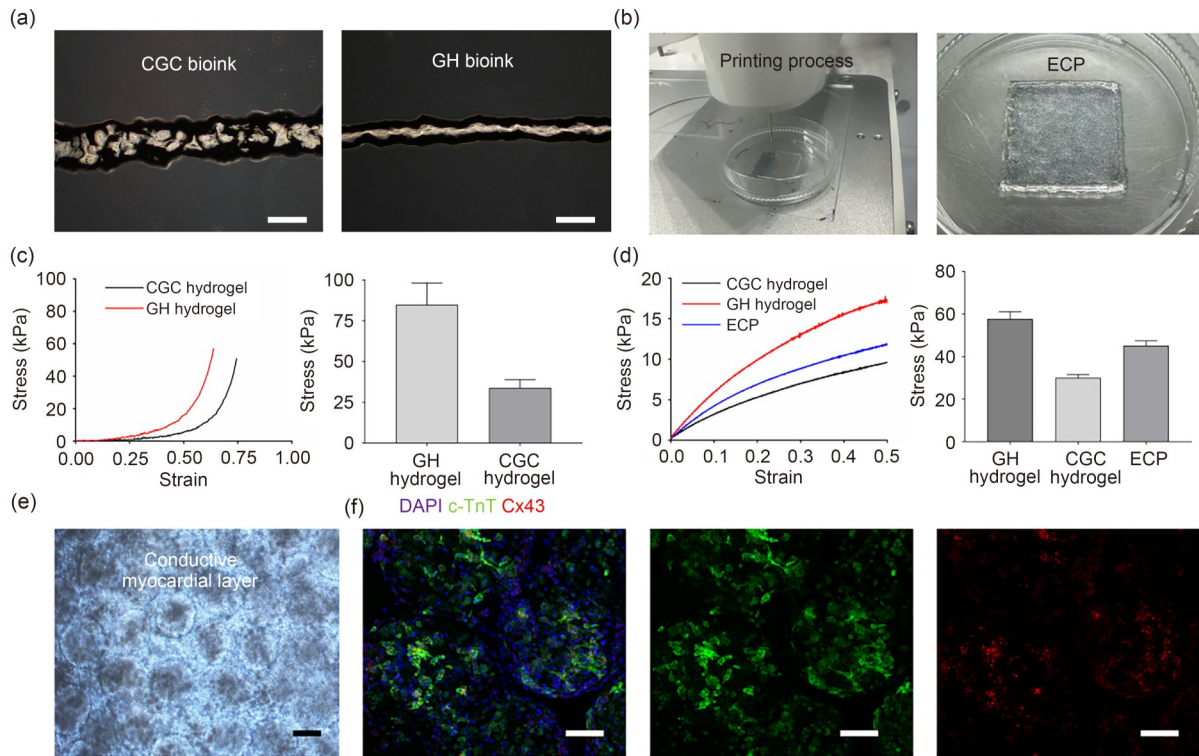 (a)
CGC bioink
GH bioink
(b)
Printing process
ECP
(c)
100
80
60
40
20
0
Stress (kPa)
CGC hydrogel
GH hydrogel
0.00 0.25 0.50 0.75 1.00
Strain
100
75
50
25
0
Stress (kPa)
GH
hydrogel
CGC
hydrogel
(d)
20
15
10
5
0
Stress (kPa)
CGC hydrogel
GH hydrogel
ECP
0.0 0.1 0.2 0.3 0.4 0.5
Strain
80
60
40
20
0
Stress (kPa)
GH
hydrogel
CGC
hydrogel
ECP
(e)
Conductive
myocardial layer
(f)
DAPI c-TnT Cx43